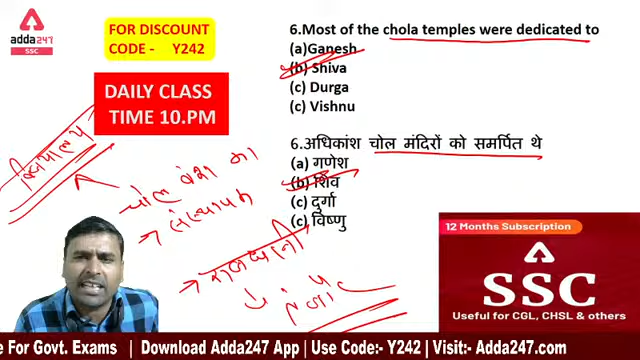 adda247
SSC
FOR DISCOUNT
CODE - Y242
DAILY CLASS
TIME 10.PM
विजयालय
चोल वंश का
संस्थापक
राजधानी
6.Most of the chola temples were dedicated to
(a)Ganesh
(b) Shiva
(c) Durga
(c) Vishnu
6.अधिकांश चोल मंदिरों को समर्पित थे
(a) गणेश
(b) शिव
(c) दुर्गा
(c) विष्णु
12 Months Subscription
SSC
Useful for CGL, CHSL & others
e For Govt. Exams | Download Adda247 App | Use Code:- Y242 | Visit:- Adda247.com